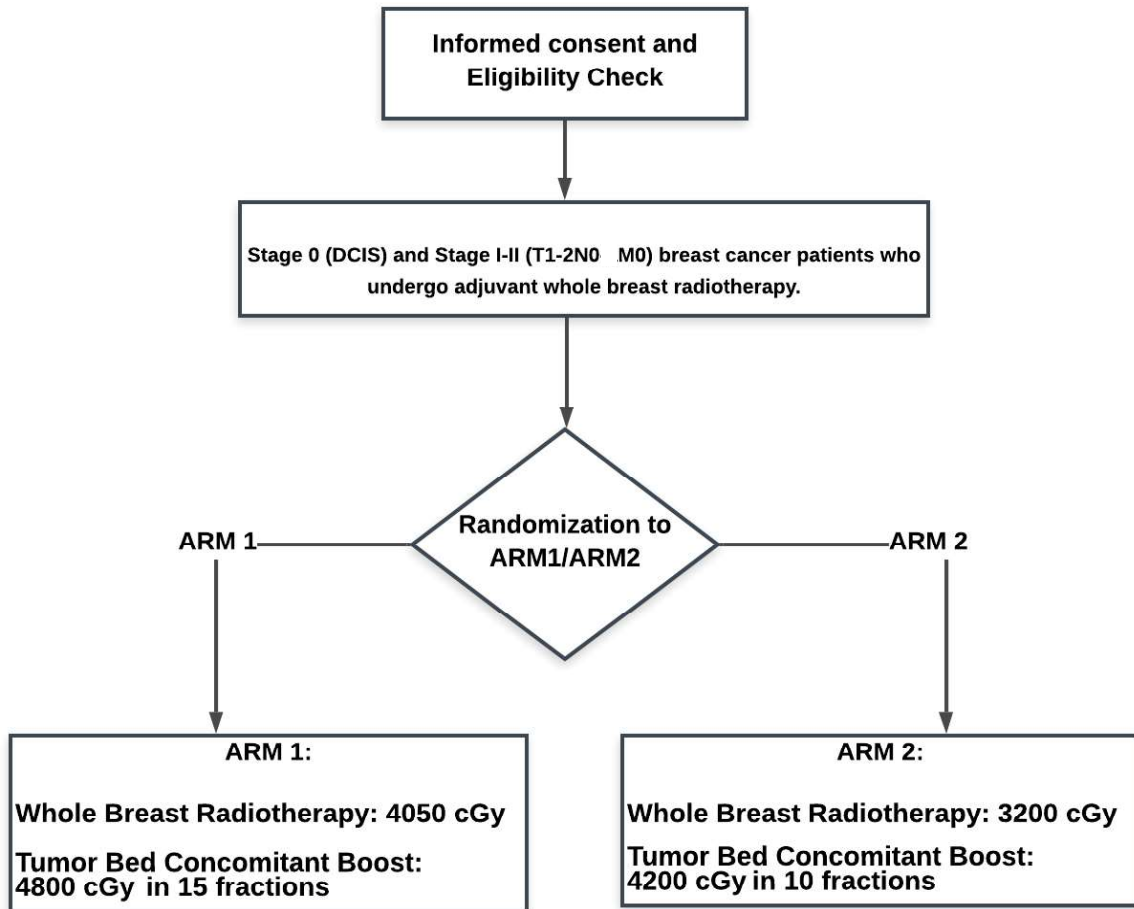 Informed consent and
Eligibility Check
Stage 0 (DCIS) and Stage I-II (T1-2N0 M0) breast cancer patients who
undergo adjuvant whole breast radiotherapy.
Randomization to
ARM1/ARM2
ARM 1
ARM 2
ARM 1:
Whole Breast Radiotherapy: 4050 cGy
Tumor Bed Concomitant Boost:
4800 cGy in 15 fractions
ARM 2:
Whole Breast Radiotherapy: 3200 cGy
Tumor Bed Concomitant Boost:
4200 cGy in 10 fractions